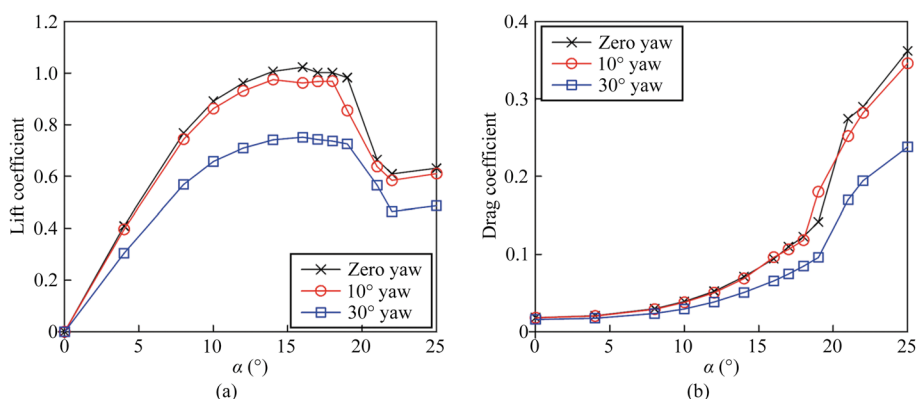 1.2
1.0
0.8
0.6
0.4
0.2
0
Lift coefficient
Zero yaw
10° yaw
30° yaw
0 5 10 15 20 25
α (°)
(a)
0.4
0.3
0.2
0.1
0
Drag coefficient
Zero yaw
10° yaw
30° yaw
0 5 10 15 20 25
α (°)
(b)